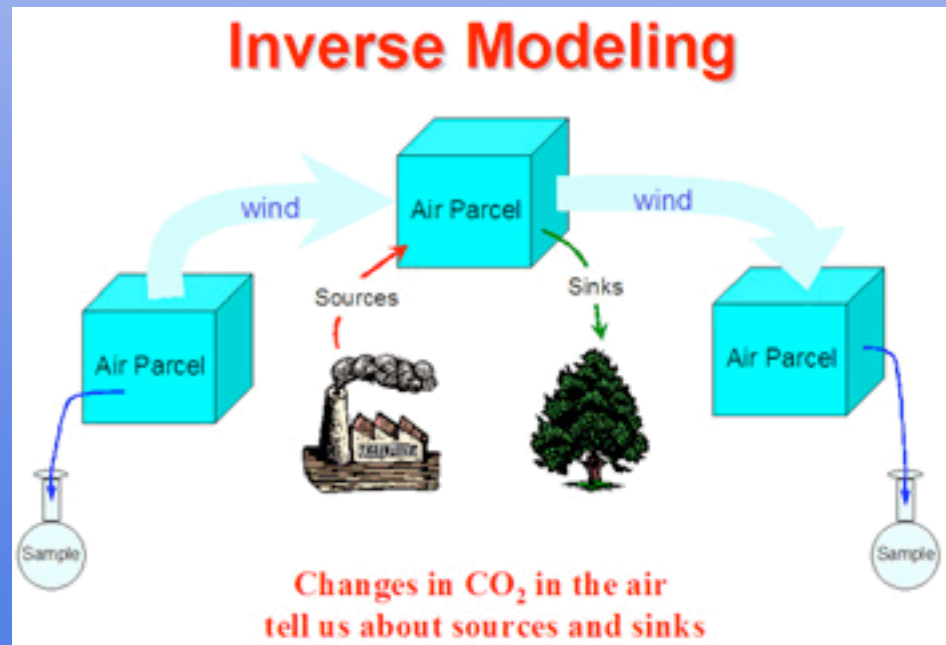 Inverse Modeling
wind
Air Parcel
wind
Sources
Sinks
Air Parcel
Air Parcel
Sample
Sample
Changes in CO₂ in the air
tell us about sources and sinks